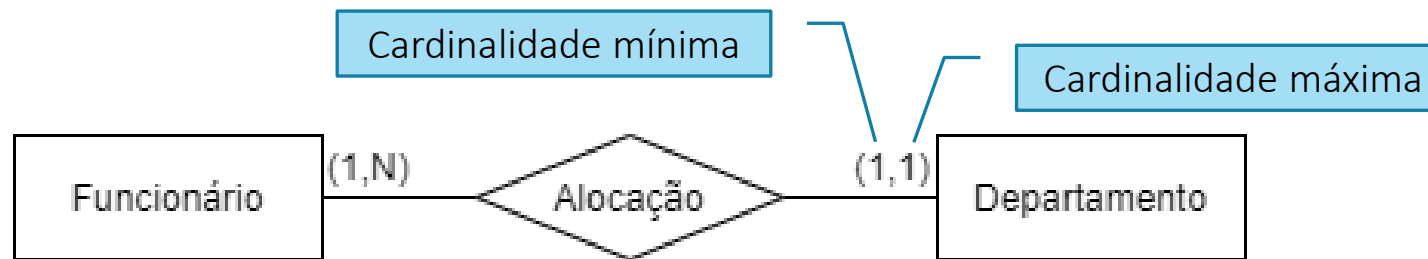 Cardinalidade mínima
Cardinalidade máxima
(1,N)
(1,1)
Funcionário
Alocação
Departamento